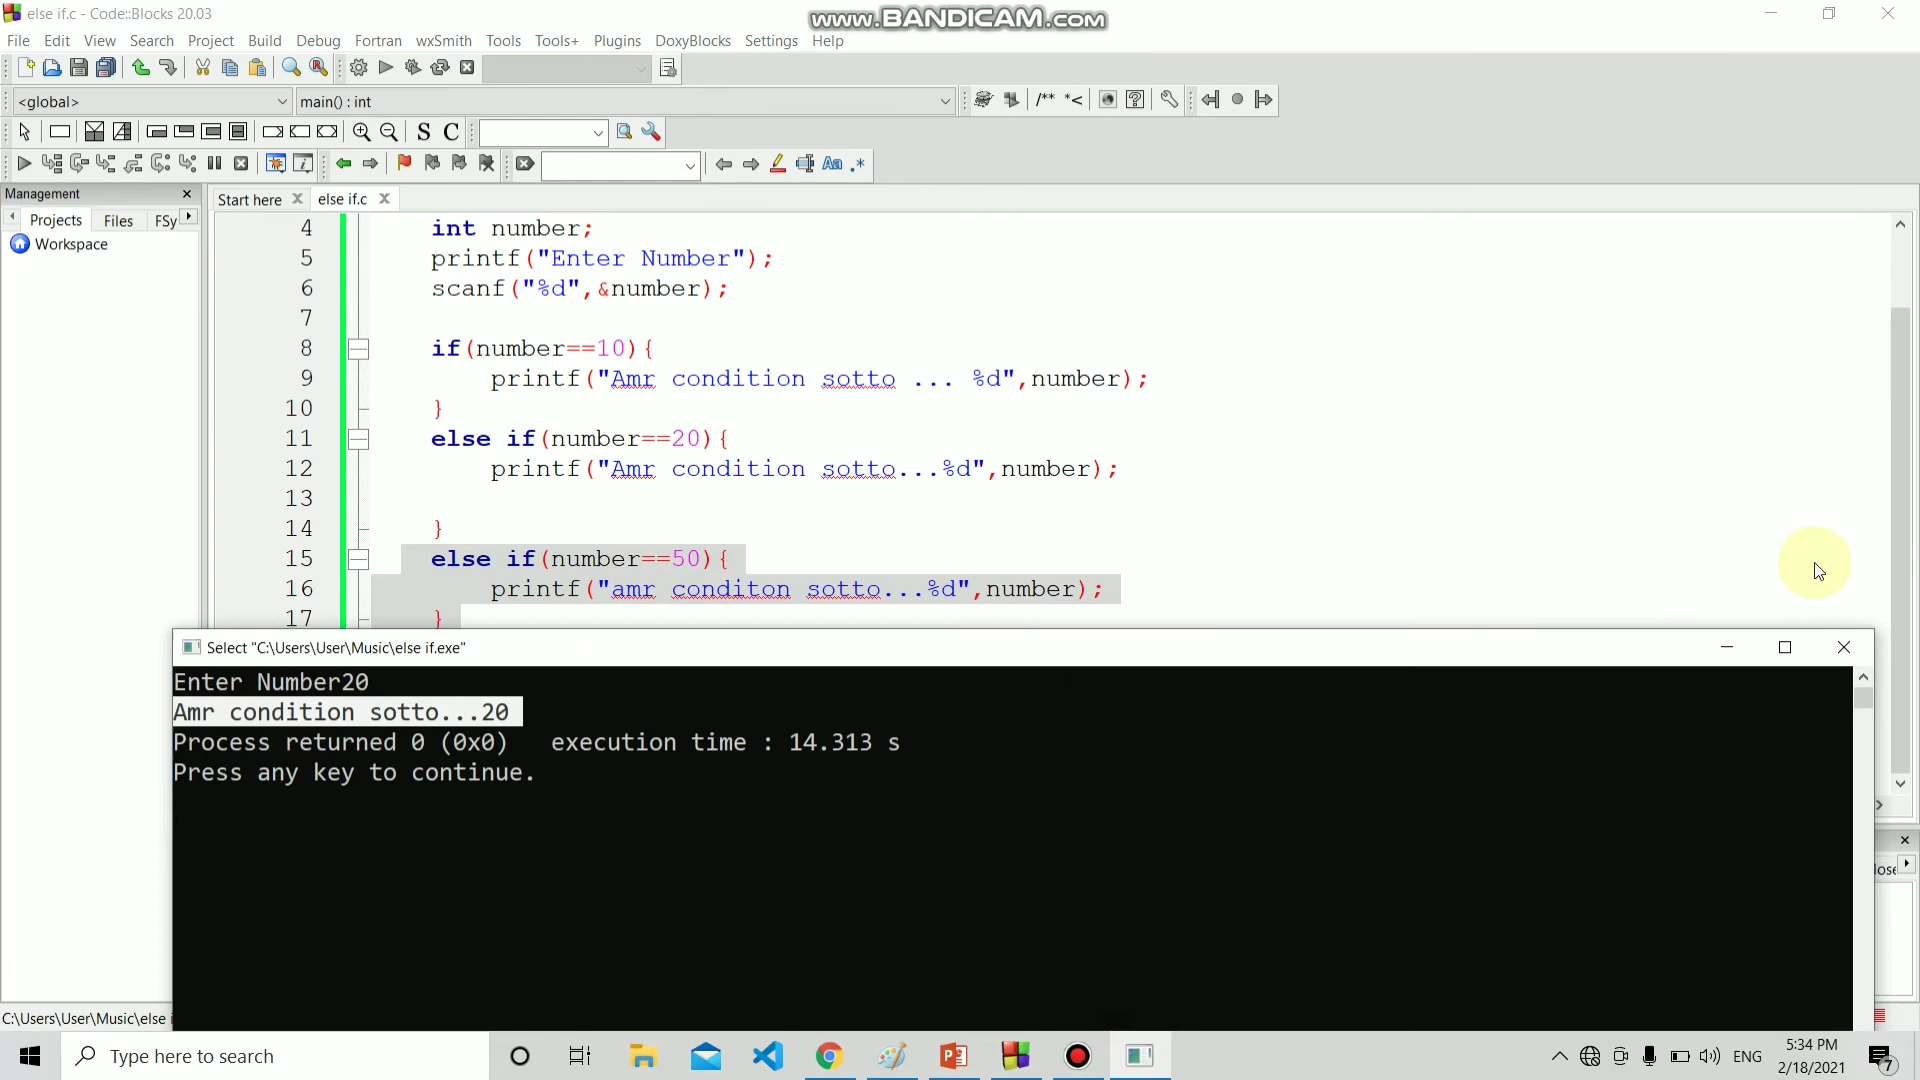 else if.c - Code::Blocks 20.03
www.BANDICAM.com
File Edit View Search Project Build Debug Fortran wxSmith Tools Tools+ Plugins DoxyBlocks Settings Help
<global>
main() : int
/** *<
S C
Aa .*
Management
Projects Files FSy
Workspace
Start here
else if.c
4 int number;
5 printf("Enter Number");
6 scanf("%d",&number);
7
8 if(number==10){
9 printf("Amr condition sotto ... %d",number);
10 }
11 else if(number==20){
12 printf("Amr condition sotto...%d",number);
13
14 }
15 else if(number==50){
16 printf("amr conditon sotto...%d",number);
17 }
Select "C:\Users\User\Music\else if.exe"
Enter Number20
Amr condition sotto...20
Process returned 0 (0x0) execution time : 14.313 s
Press any key to continue.
C:\Users\User\Music\else
Type here to search
ENG
5:34 PM
2/18/2021
7